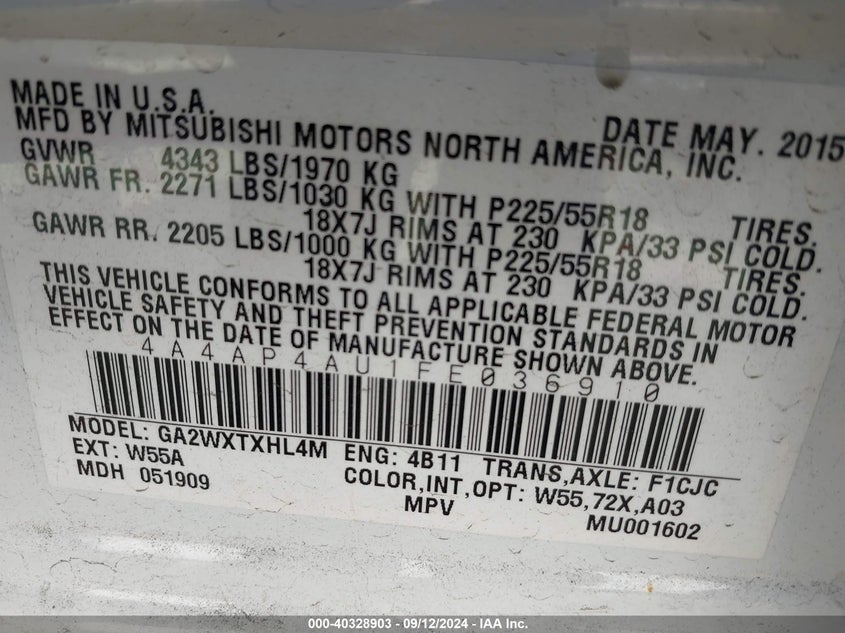 MADE IN U.S.A. DATE MAY. 2015
MFD BY MITSUBISHI MOTORS NORTH AMERICA, INC.
GVWR 4343 LBS/1970 KG
GAWR FR. 2271 LBS/1030 KG WITH P225/55R18 TIRES.
18X7J RIMS AT 230 KPA/33 PSI COLD.
GAWR RR. 2205 LBS/1000 KG WITH P225/55R18 TIRES.
18X7J RIMS AT 230 KPA/33 PSI COLD.
THIS VEHICLE CONFORMS TO ALL APPLICABLE FEDERAL MOTOR
VEHICLE SAFETY AND THEFT PREVENTION STANDARDS IN
EFFECT ON THE DATE OF MANUFACTURE SHOWN ABOVE.
4A4AP4AU1FE036910
MODEL: GA2WXTXHL4M ENG: 4B11 TRANS,AXLE: F1CJC
EXT: W55A COLOR,INT,OPT: W55,72X,A03
MDH 051909 MPV MU001602
000-40328903 - 09/12/2024 - IAA Inc.